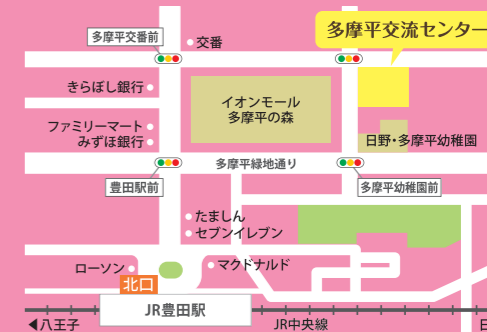 多摩平交流センター
多摩平交番前
交番
きらぼし銀行
イオンモール
多摩平の森
ファミリーマート
みずほ銀行
日野・多摩平幼稚園
多摩平緑地通り
豊田駅前
多摩平幼稚園前
たましん
セブンイレブン
ローソン
マクドナルド
北口
JR豊田駅
◀八王子
JR中央線